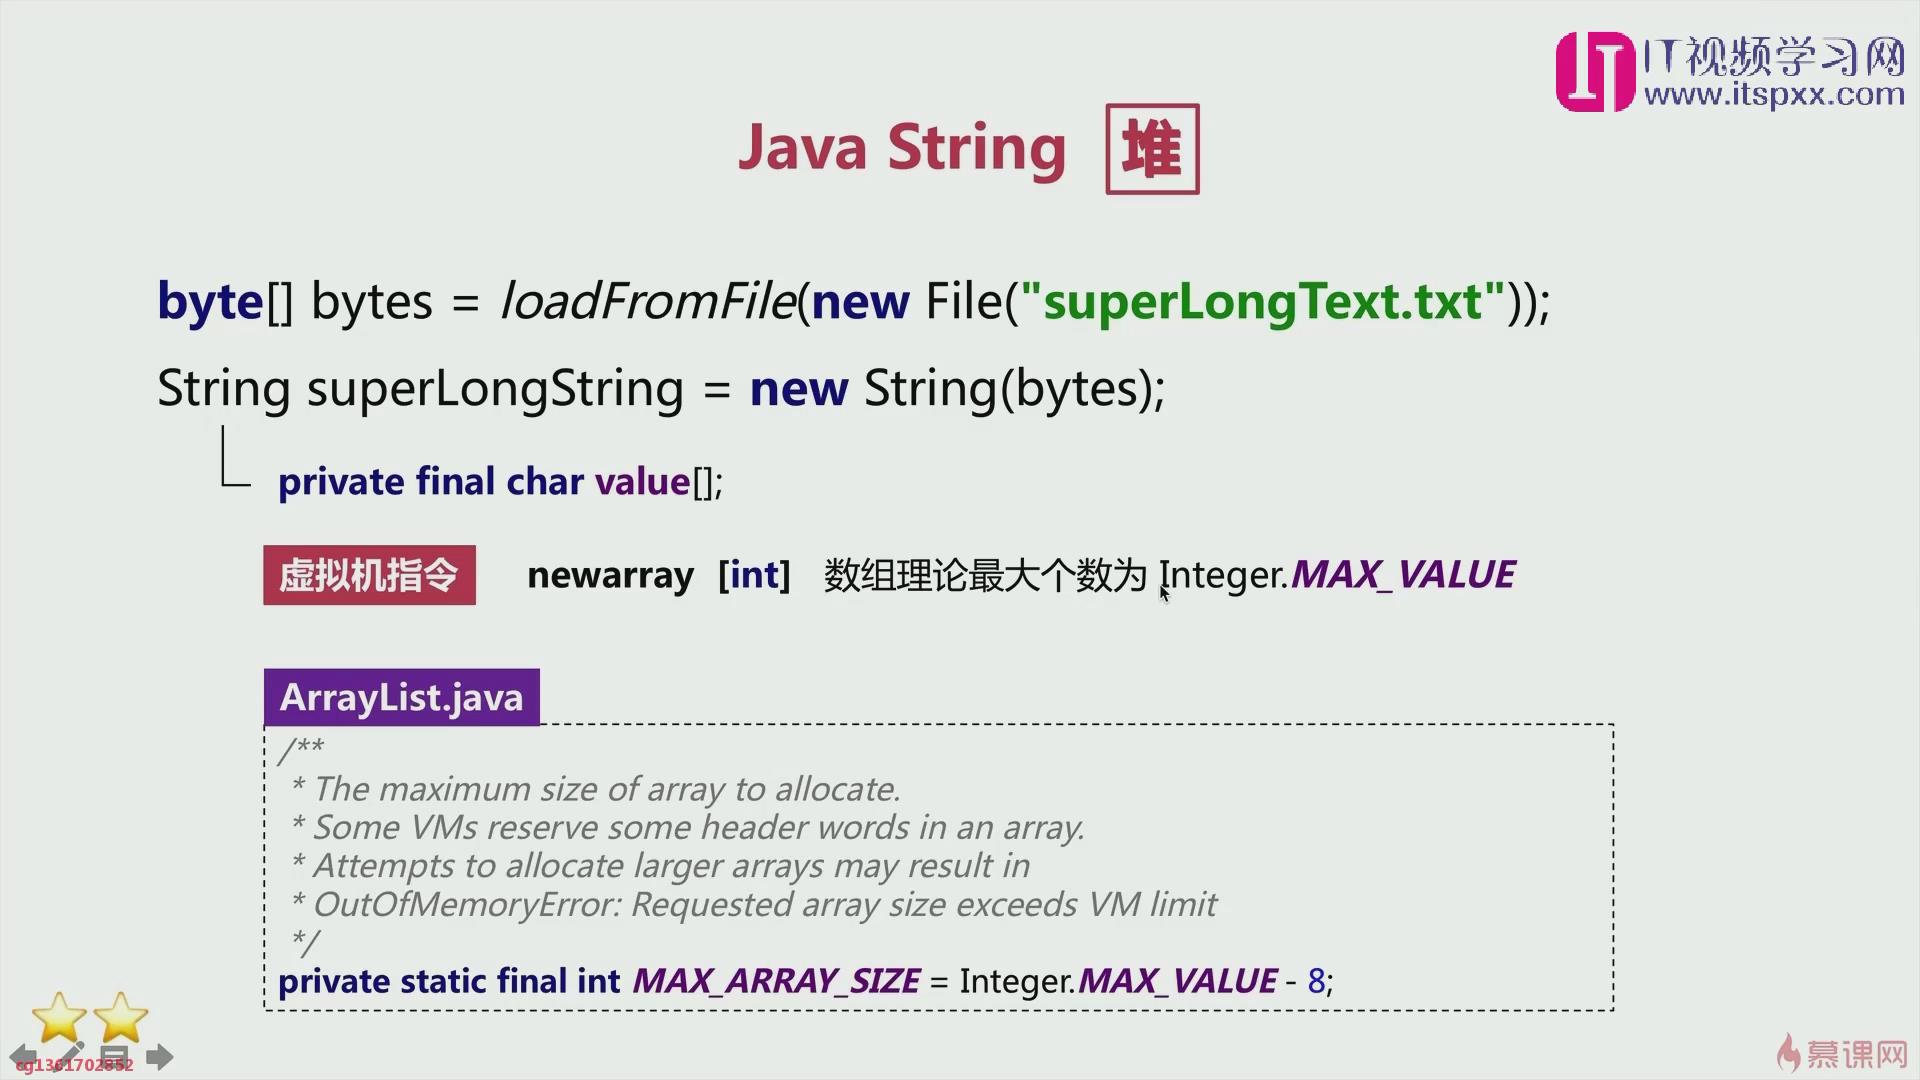 IT视频学习网
www.itspxx.com
Java String 堆
byte[] bytes = loadFromFile(new File("superLongText.txt"));
String superLongString = new String(bytes);
private final char value[];
虚拟机指令 newarray [int] 数组理论最大个数为 Integer.MAX_VALUE
ArrayList.java
/**
* The maximum size of array to allocate.
* Some VMs reserve some header words in an array.
* Attempts to allocate larger arrays may result in
* OutOfMemoryError: Requested array size exceeds VM limit
*/
private static final int MAX_ARRAY_SIZE = Integer.MAX_VALUE - 8;
cg1361702852
慕课网